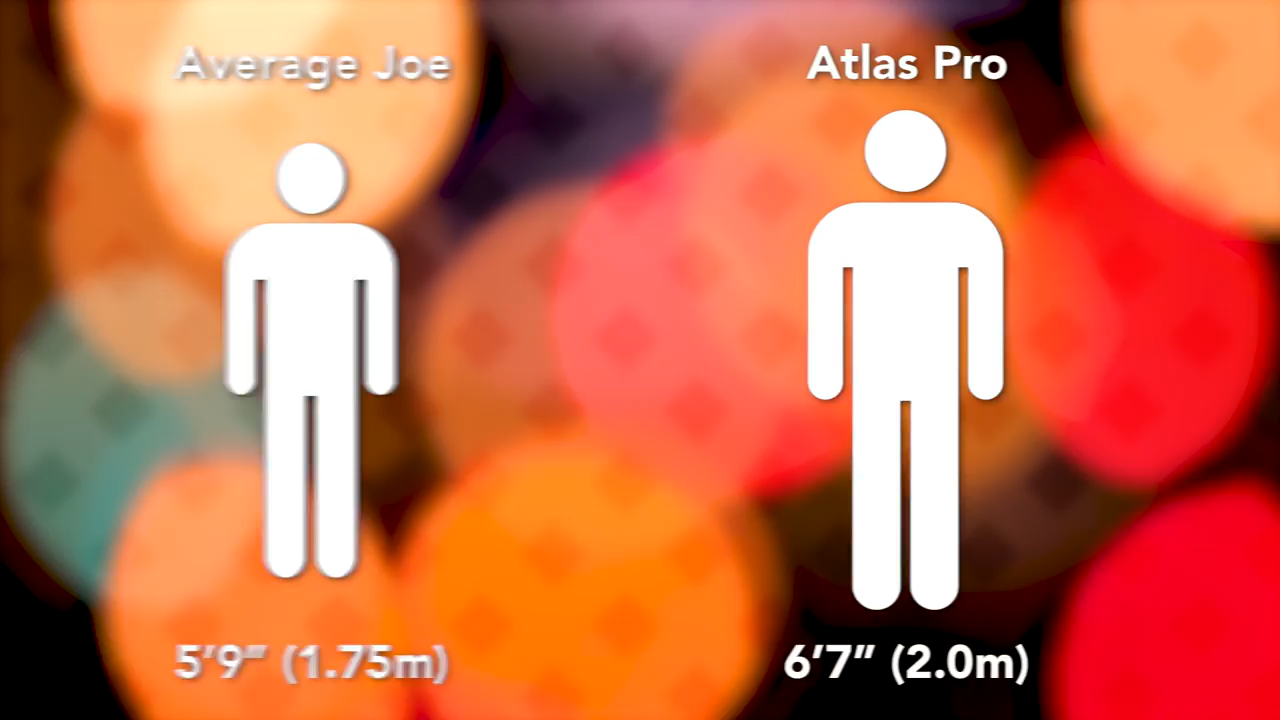 Average Joe
Atlas Pro
5’9” (1.75m)
6’7” (2.0m)